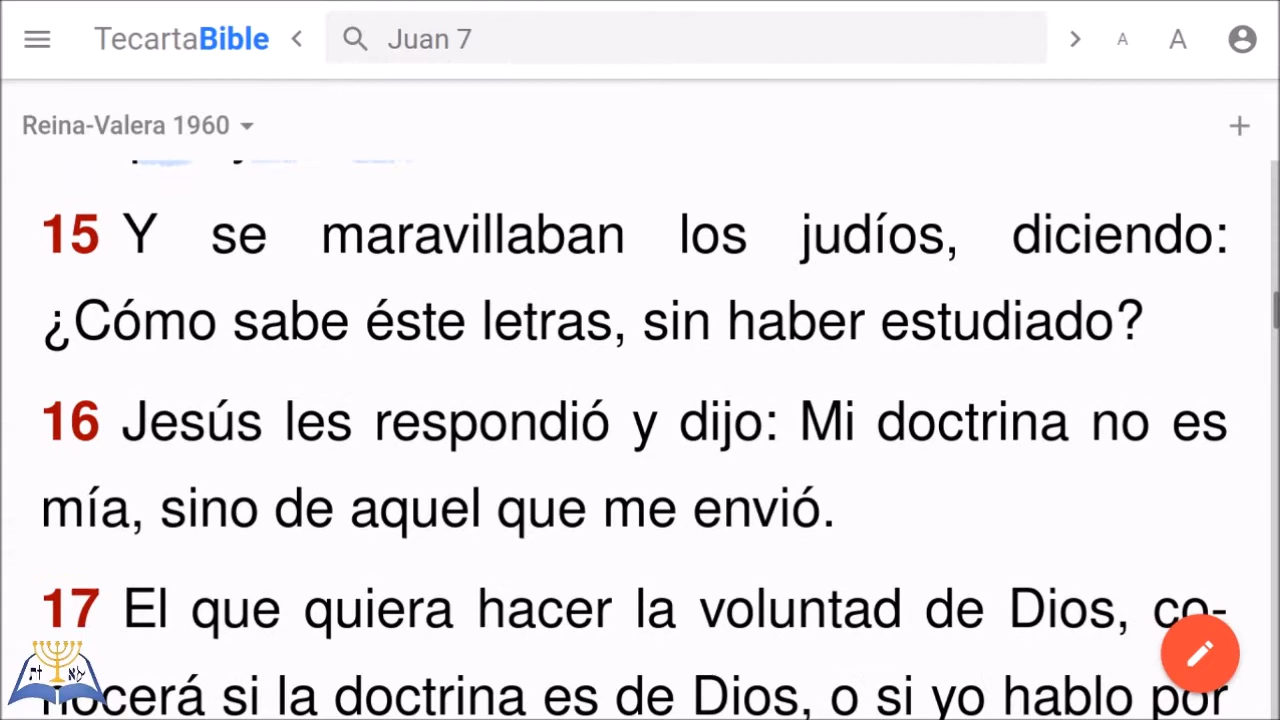 TecartaBible
Juan 7
A A
Reina-Valera 1960
15 Y se maravillaban los judíos, diciendo:
¿Cómo sabe éste letras, sin haber estudiado?
16 Jesús les respondió y dijo: Mi doctrina no es
mía, sino de aquel que me envió.
17 El que quiera hacer la voluntad de Dios, co-
nocerá si la doctrina es de Dios, o si yo hablo por